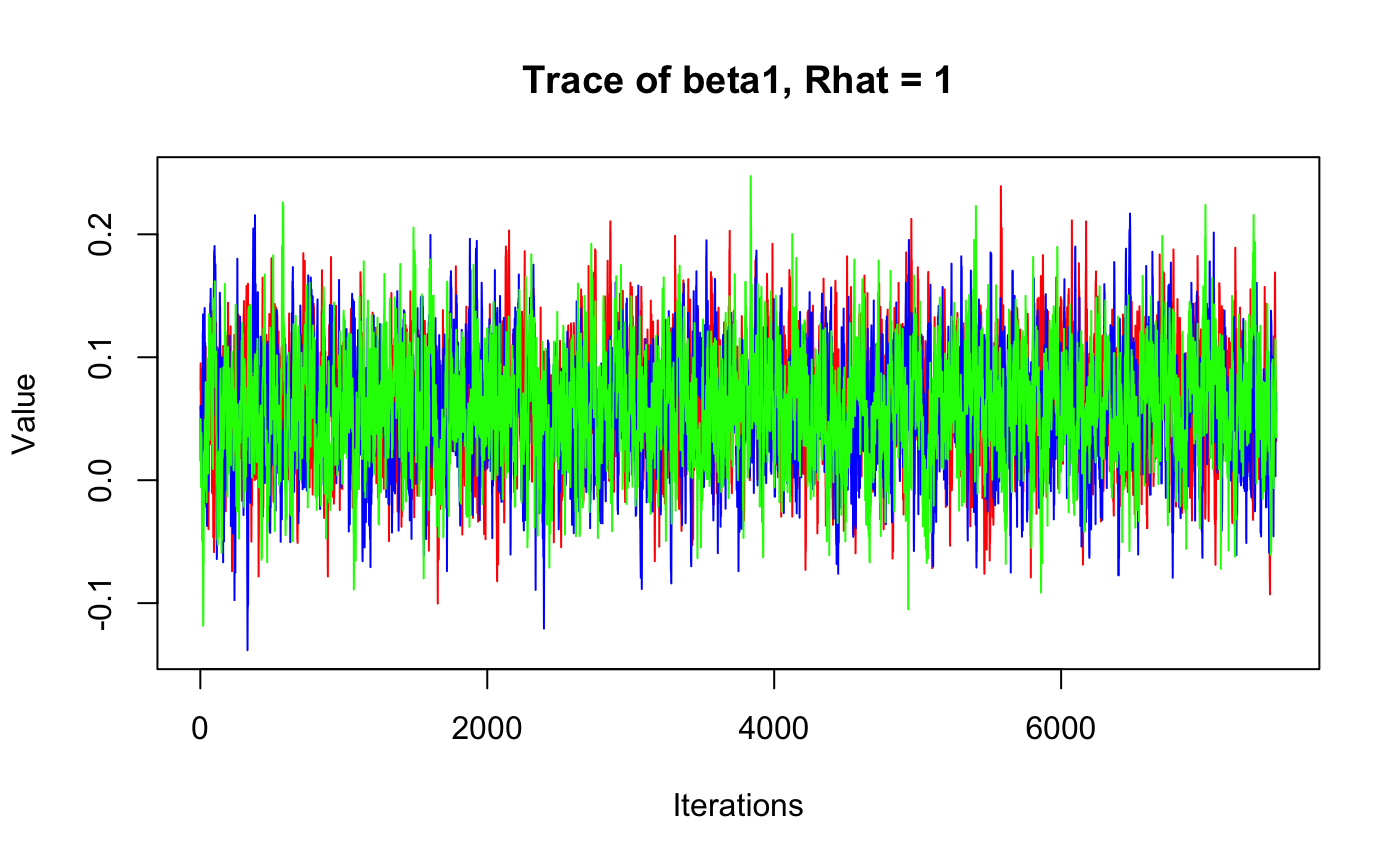 Trace of beta1, Rhat = 1
Value
0.2
0.1
0.0
-0.1
0 2000 4000 6000
Iterations